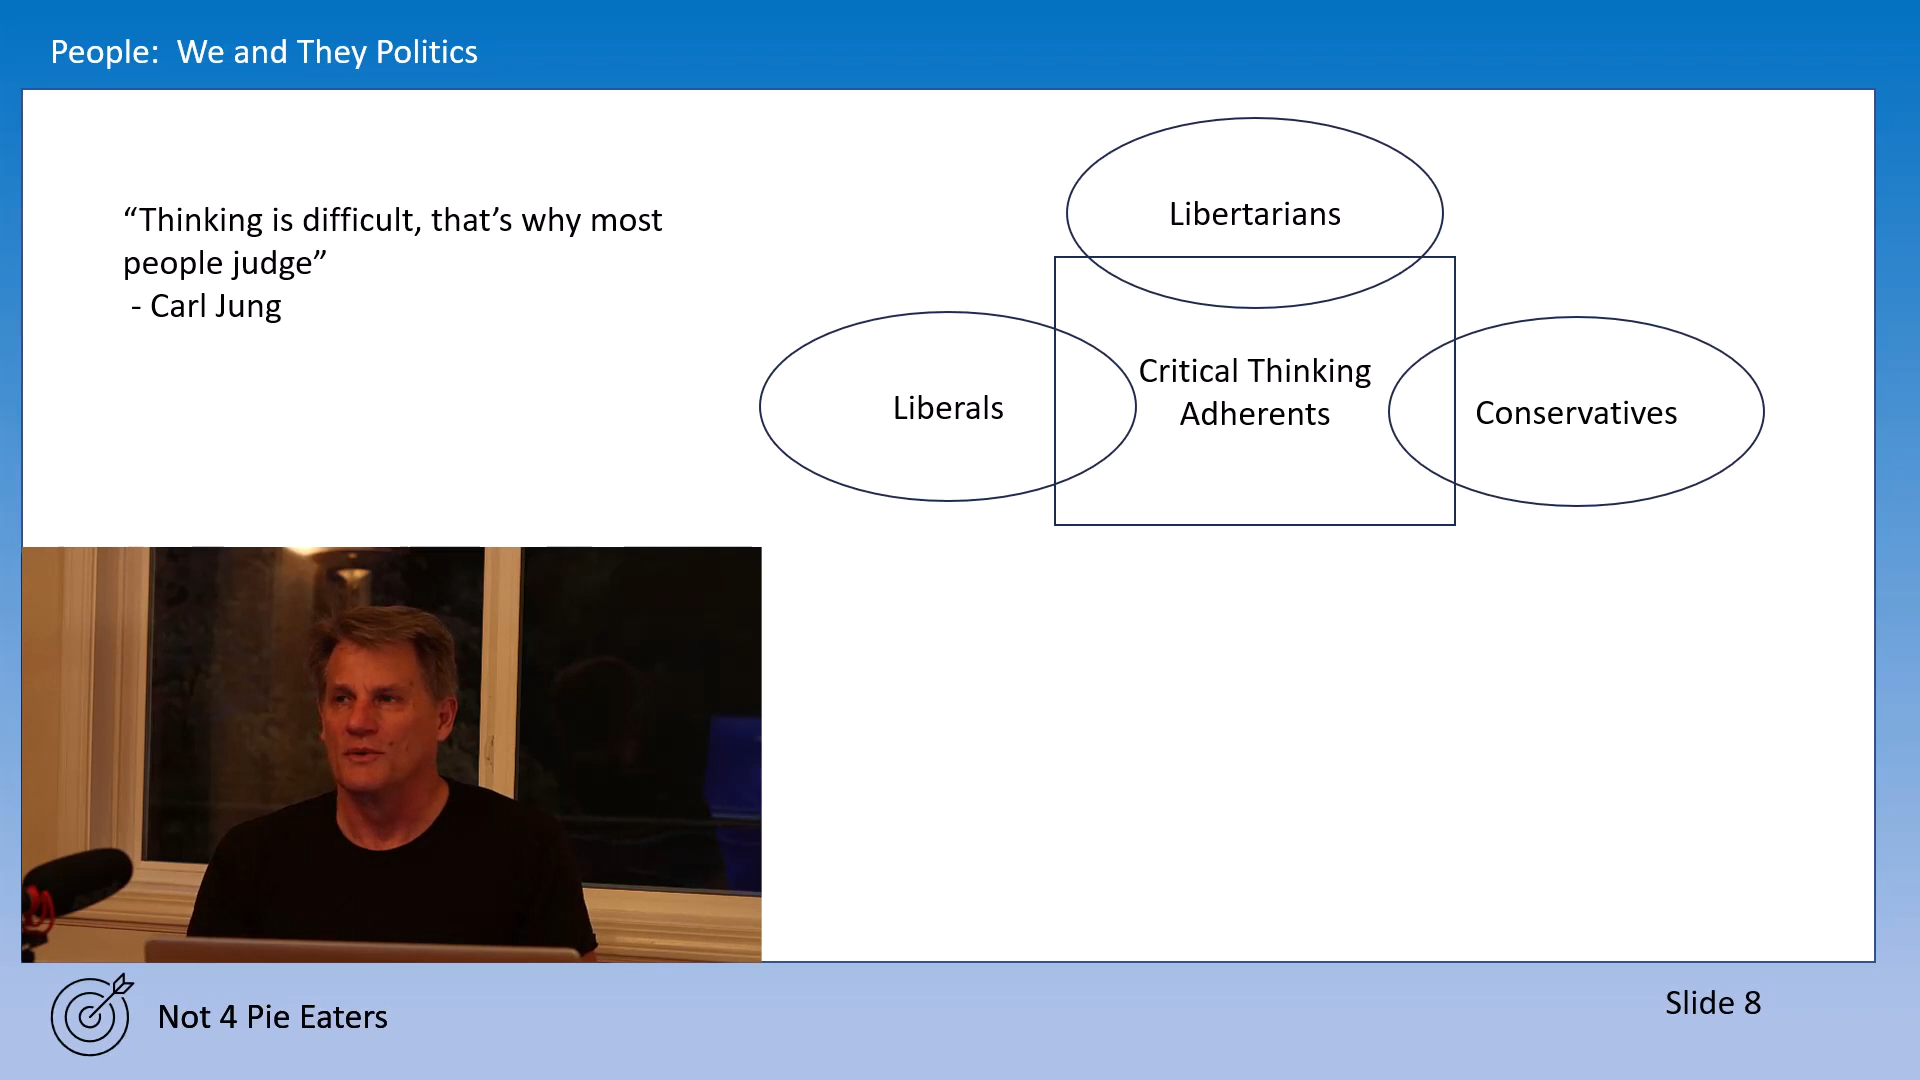 People:  We and They Politics
“Thinking is difficult, that’s why most
people judge”
- Carl Jung
Libertarians
Liberals
Critical Thinking
Adherents
Conservatives
Not 4 Pie Eaters
Slide 8